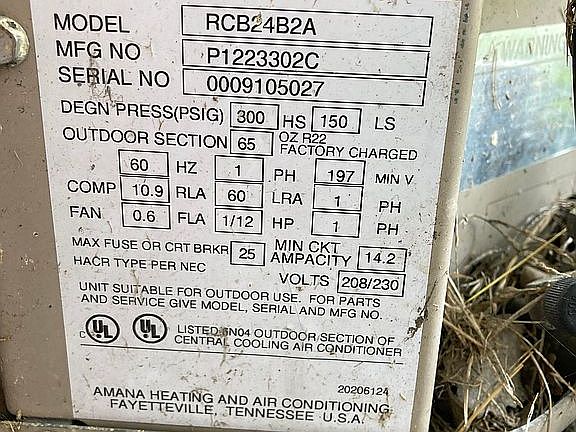 MODEL RCB24B2A
MFG NO P1223302C
SERIAL NO 0009105027
DEGN PRESS(PSIG) 300 HS 150 LS
OUTDOOR SECTION 65 OZ R22 FACTORY CHARGED
60 HZ 1 PH 197 MIN V
COMP 10.9 RLA 60 LRA 1 PH
FAN 0.6 FLA 1/12 HP 1 PH
MAX FUSE OR CRT BRKR 25 MIN CKT AMPACITY 14.2
HACR TYPE PER NEC VOLTS 208/230
UNIT SUITABLE FOR OUTDOOR USE. FOR PARTS
AND SERVICE GIVE MODEL, SERIAL AND MFG NO.
C UL UL LISTED 6N04 OUTDOOR SECTION OF
CENTRAL COOLING AIR CONDITIONER
20206124
AMANA HEATING AND AIR CONDITIONING
FAYETTEVILLE, TENNESSEE U.S.A.
WARNING